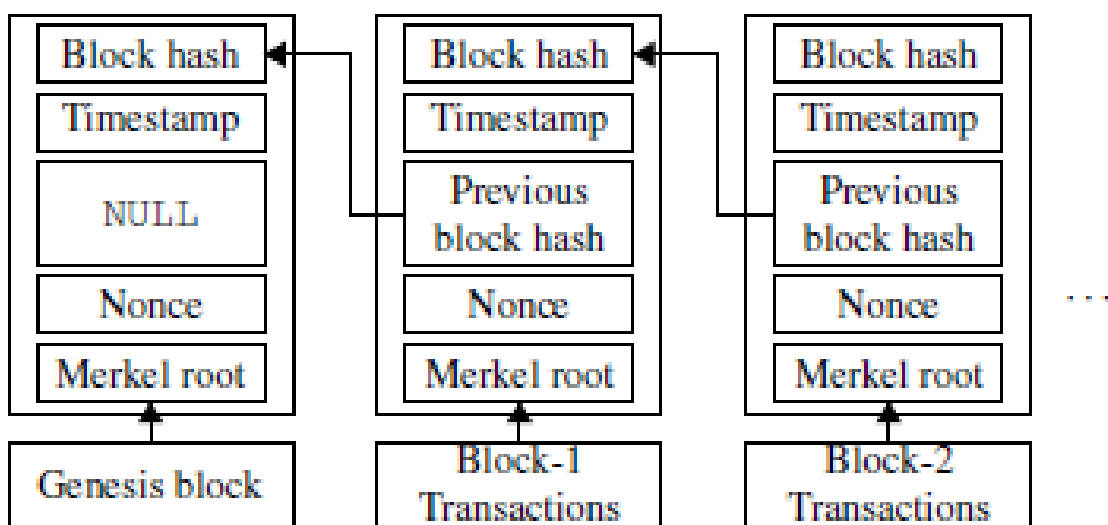 Block hash
Timestamp
NULL
Nonce
Merkel root
Genesis block
Block hash
Timestamp
Previous
block hash
Nonce
Merkel root
Block-1
Transactions
Block hash
Timestamp
Previous
block hash
Nonce
Merkel root
Block-2
Transactions
...